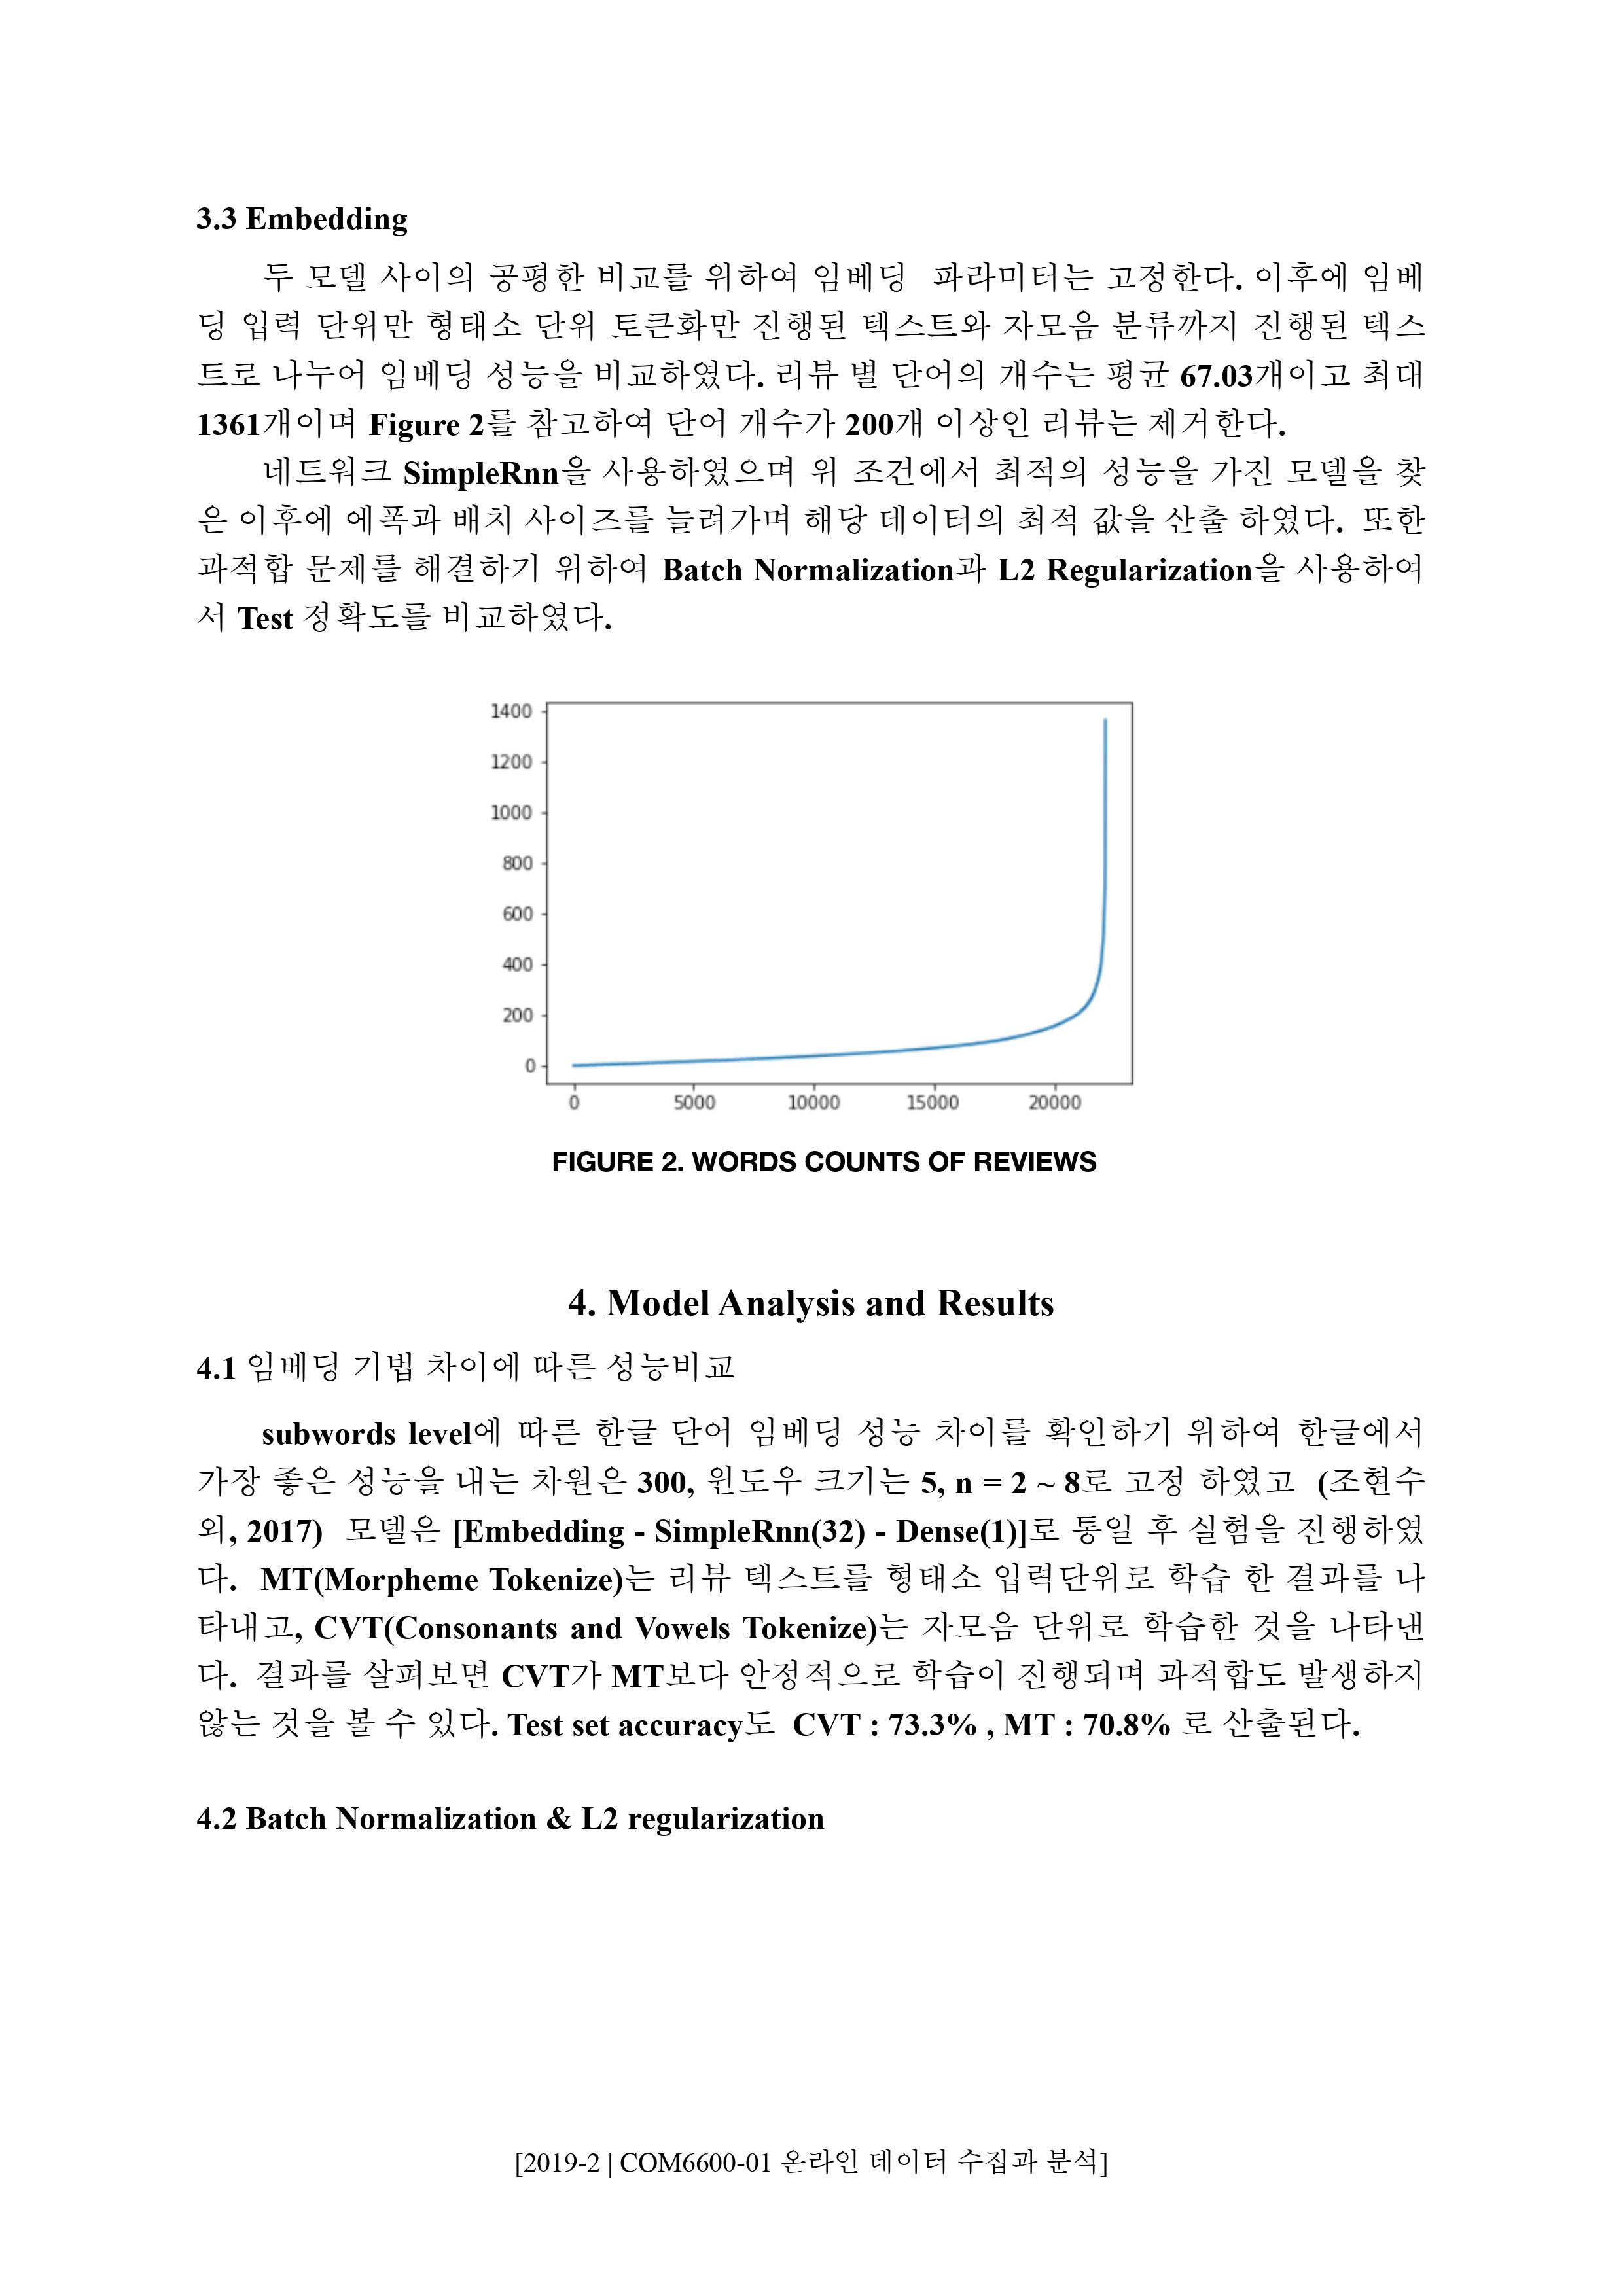 3.3 Embedding
두 모델 사이의 공평한 비교를 위하여 임베딩 파라미터는 고정한다. 이후에 임베
딩 입력 단위만 형태소 단위 토큰화만 진행된 텍스트와 자모음 분류까지 진행된 텍스
트로 나누어 임베딩 성능을 비교하였다. 리뷰 별 단어의 개수는 평균 67.03개이고 최대
1361개이며 Figure 2를 참고하여 단어 개수가 200개 이상인 리뷰는 제거한다.
네트워크 SimpleRnn을 사용하였으며 위 조건에서 최적의 성능을 가진 모델을 찾
은 이후에 에폭과 배치 사이즈를 늘려가며 해당 데이터의 최적 값을 산출 하였다. 또한
과적합 문제를 해결하기 위하여 Batch Normalization과 L2 Regularization을 사용하여
서 Test 정확도를 비교하였다.
1400
1200
1000
800
600
400
200
0
0 5000 10000 15000 20000
FIGURE 2. WORDS COUNTS OF REVIEWS
4. Model Analysis and Results
4.1 임베딩 기법 차이에 따른 성능비교
subwords level에 따른 한글 단어 임베딩 성능 차이를 확인하기 위하여 한글에서
가장 좋은 성능을 내는 차원은 300, 윈도우 크기는 5, n = 2 ~ 8로 고정 하였고 (조현수
외, 2017) 모델은 [Embedding - SimpleRnn(32) - Dense(1)]로 통일 후 실험을 진행하였
다. MT(Morpheme Tokenize)는 리뷰 텍스트를 형태소 입력단위로 학습 한 결과를 나
타내고, CVT(Consonants and Vowels Tokenize)는 자모음 단위로 학습한 것을 나타낸
다. 결과를 살펴보면 CVT가 MT보다 안정적으로 학습이 진행되며 과적합도 발생하지
않는 것을 볼 수 있다. Test set accuracy도 CVT : 73.3% , MT : 70.8% 로 산출된다.
4.2 Batch Normalization & L2 regularization
[2019-2 | COM6600-01 온라인 데이터 수집과 분석]